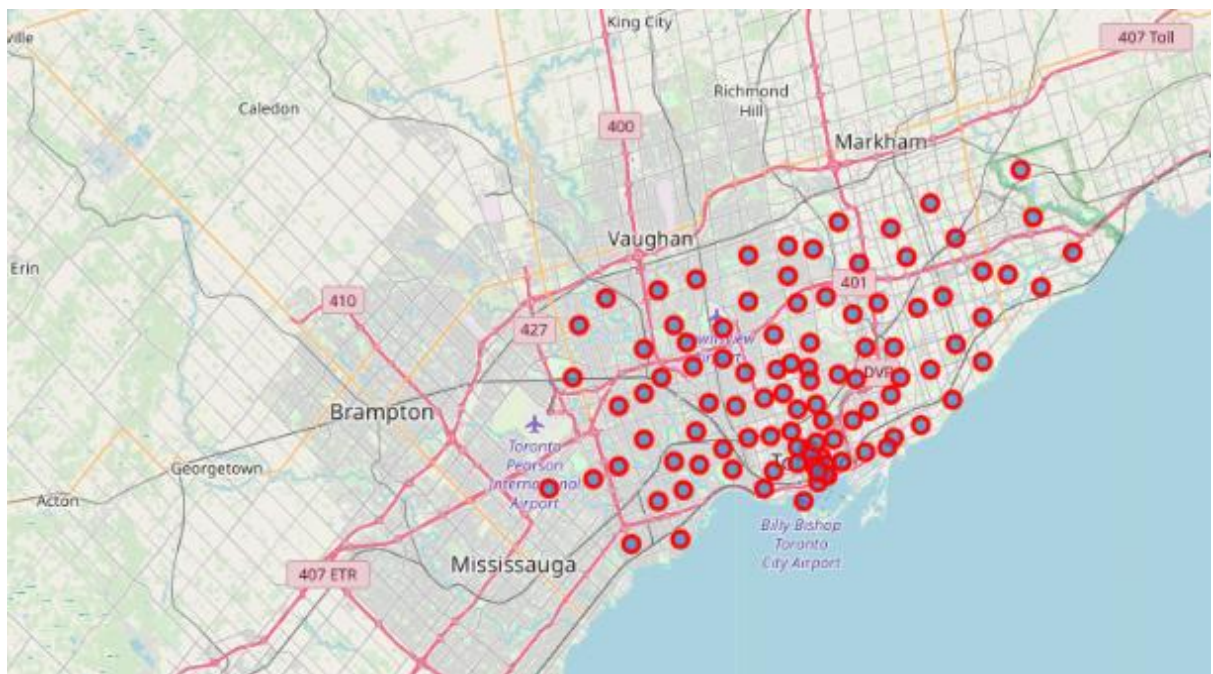 King City
ville
407 Toll
Caledon
Richmond
Hill
400
Markham
Vaughan
Erin
401
410
427
DVP
Brampton
Toronto
Pearson
International
Airport
Georgetown
Acton
Billy Bishop
Toronto
City Airport
Mississauga
407 ETR